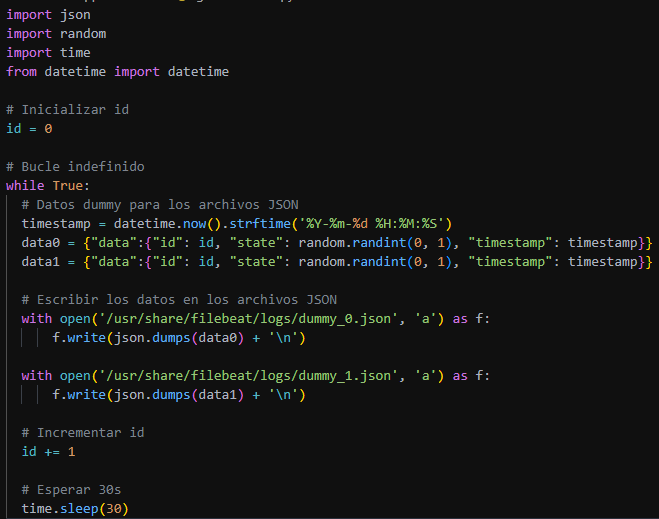 import json
import random
import time
from datetime import datetime

# Inicializar id
id = 0

# Bucle indefinido
while True:
  # Datos dummy para los archivos JSON
  timestamp = datetime.now().strftime('%Y-%m-%d %H:%M:%S')
  data0 = {"data":{"id": id, "state": random.randint(0, 1), "timestamp": timestamp}}
  data1 = {"data":{"id": id, "state": random.randint(0, 1), "timestamp": timestamp}}

  # Escribir los datos en los archivos JSON
  with open('/usr/share/filebeat/logs/dummy_0.json', 'a') as f:
      f.write(json.dumps(data0) + '\n')

  with open('/usr/share/filebeat/logs/dummy_1.json', 'a') as f:
      f.write(json.dumps(data1) + '\n')

  # Incrementar id
  id += 1

  # Esperar 30s
  time.sleep(30)